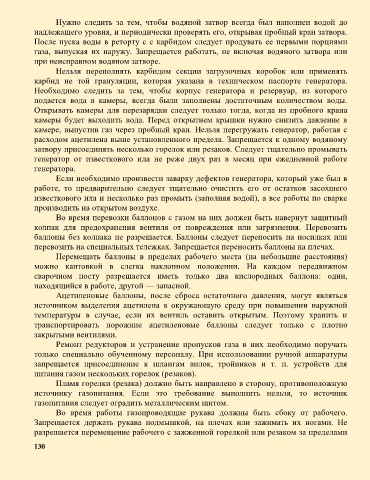 Нужно следить за тем, чтобы водяной затвор всегда был наполнен водой до
надлежащего уровня, и периодически проверять его, открывая пробный кран затвора.
После пуска воды в реторту с с карбидом следует продувать ее первыми порциями
газа, выпуская их наружу. Запрещается работать, не включая водяного затвора или
при неисправном водяном затворе.
Нельзя переполнять карбидом секции загрузочных коробок или применять
карбид не той грануляции, которая указана в техническом паспорте генератора.
Необходимо следить за тем, чтобы корпус генератора и резервуар, из которого
подается вода в камеры, всегда были заполнены достаточным количеством воды.
Открывать камеры для перезарядки следует только тогда, когда из пробного крана
камеры будет выходить вода. Перед открытием крышки нужно снизить давление в
камере, выпустив газ через пробный кран. Нельзя перегружать генератор, работая с
расходом ацетилена выше установленного предела. Запрещается к одному водяному
затвору присоединять несколько горелок или резаков. Следует тщательно промывать
генератор от известкового ила не реже двух раз в месяц при ежедневной работе
генератора.
Если необходимо произвести заварку дефектов генератора, который уже был в
работе, то предварительно следует тщательно очистить его от остатков засохшего
известкового ила и несколько раз промыть (заполняя водой), а все работы по сварке
производить на открытом воздухе.
Во время перевозки баллонов с газом на них должен быть навернут защитный
колпак для предохранения вентиля от повреждения или загрязнения. Перевозить
баллоны без колпака не разрешается. Баллоны следует переносить на носилках или
перевозить на специальных тележках. Запрещается переносить баллоны на плечах.
Перемещать баллоны в пределах рабочего места (на небольшие расстояния)
можно кантовкой в слегка наклонном положении. На каждом передвижном
сварочном посту разрешается иметь только два кислородных баллона: один,
находящийся в работе, другой — запасной.
Ацетиленовые баллоны, после сброса остаточного давления, могут являться
источником выделения ацетилена в окружающую среду при повышении наружной
температуры в случае, если их вентиль оставить открытым. Поэтому хранить и
транспортировать порожние ацетиленовые баллоны следует только с плотно
закрытыми вентилями.
Ремонт редукторов и устранение пропусков газа в них необходимо поручать
только специально обученному персоналу. При использовании ручной аппаратуры
запрещается присоединение к шлангам вилок, тройников и т. п. устройств для
питания газом нескольких горелок (резаков).
Пламя горелки (резака) должно быть направлено в сторону, противоположную
источнику газопитания. Если это требование выполнить нельзя, то источник
газопитания следует оградить металлическим щитом.
Во время работы газопроводящие рукава должны быть сбоку от рабочего.
Запрещается держать рукава подмышкой, на плечах или зажимать их ногами. Не
разрешается перемещение рабочего с зажженной горелкой или резаком за пределами
130